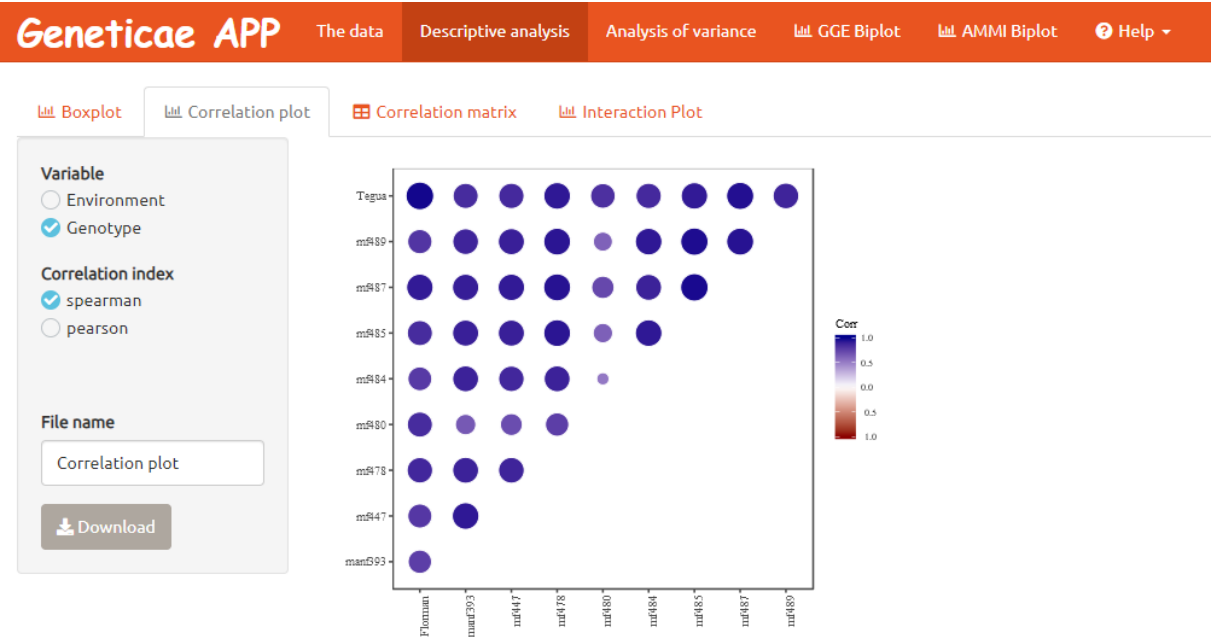 Geneticae APP The data Descriptive analysis Analysis of variance GGE Biplot AMMI Biplot Help
Boxplot Correlation plot Correlation matrix Interaction Plot
Variable
Environment
Genotype
Correlation index
spearman
pearson
File name
Correlation plot
Download
Tegua
mf489
mf487
mf485
mf484
mf480
mf478
mf447
manf393
Florman
manf393
mf447
mf478
mf480
mf484
mf485
mf487
mf489
Corr
1.0
0.5
0.0
0.5
1.0